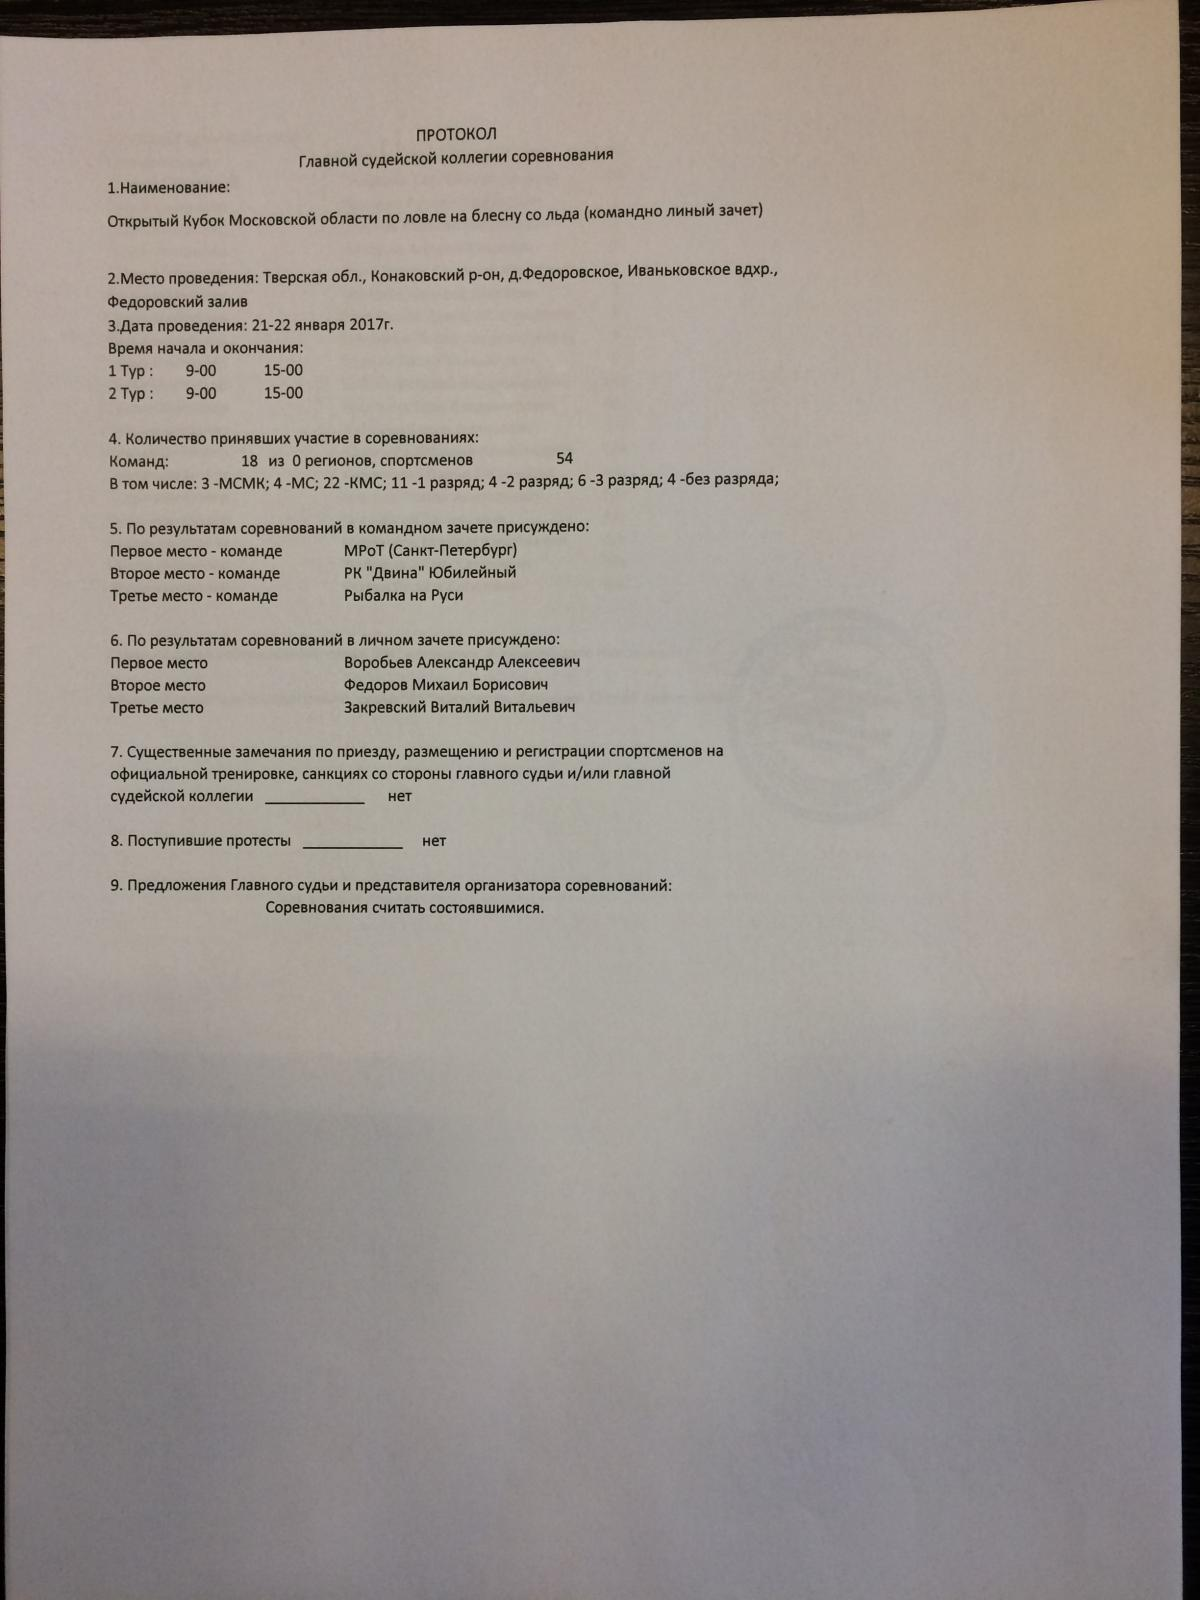 ПРОТОКОЛ
Главной судейской коллегии соревнования
1.Наименование:
Открытый Кубок Московской области по ловле на блесну со льда (командно линый зачет)
2.Место проведения: Тверская обл., Конаковский р-он, д.Федоровское, Иваньковское вдхр.,
Федоровский залив
3.Дата проведения: 21-22 января 2017г.
Время начала и окончания:
1 Тур : 9-00 15-00
2 Тур : 9-00 15-00
4. Количество принявших участие в соревнованиях:
Команд: 18 из 0 регионов, спортсменов 54
В том числе: 3 -МСМК; 4 -МС; 22 -КМС; 11 -1 разряд; 4 -2 разряд; 6 -3 разряд; 4 -без разряда;
5. По результатам соревнований в командном зачете присуждено:
Первое место - команде МРоТ (Санкт-Петербург)
Второе место - команде РК "Двина" Юбилейный
Третье место - команде Рыбалка на Руси
6. По результатам соревнований в личном зачете присуждено:
Первое место Воробьев Александр Алексеевич
Второе место Федоров Михаил Борисович
Третье место Закревский Виталий Витальевич
7. Существенные замечания по приезду, размещению и регистрации спортсменов на
официальной тренировке, санкциях со стороны главного судьи и/или главной
судейской коллегии ____________ нет
8. Поступившие протесты ____________ нет
9. Предложения Главного судьи и представителя организатора соревнований:
Соревнования считать состоявшимися.